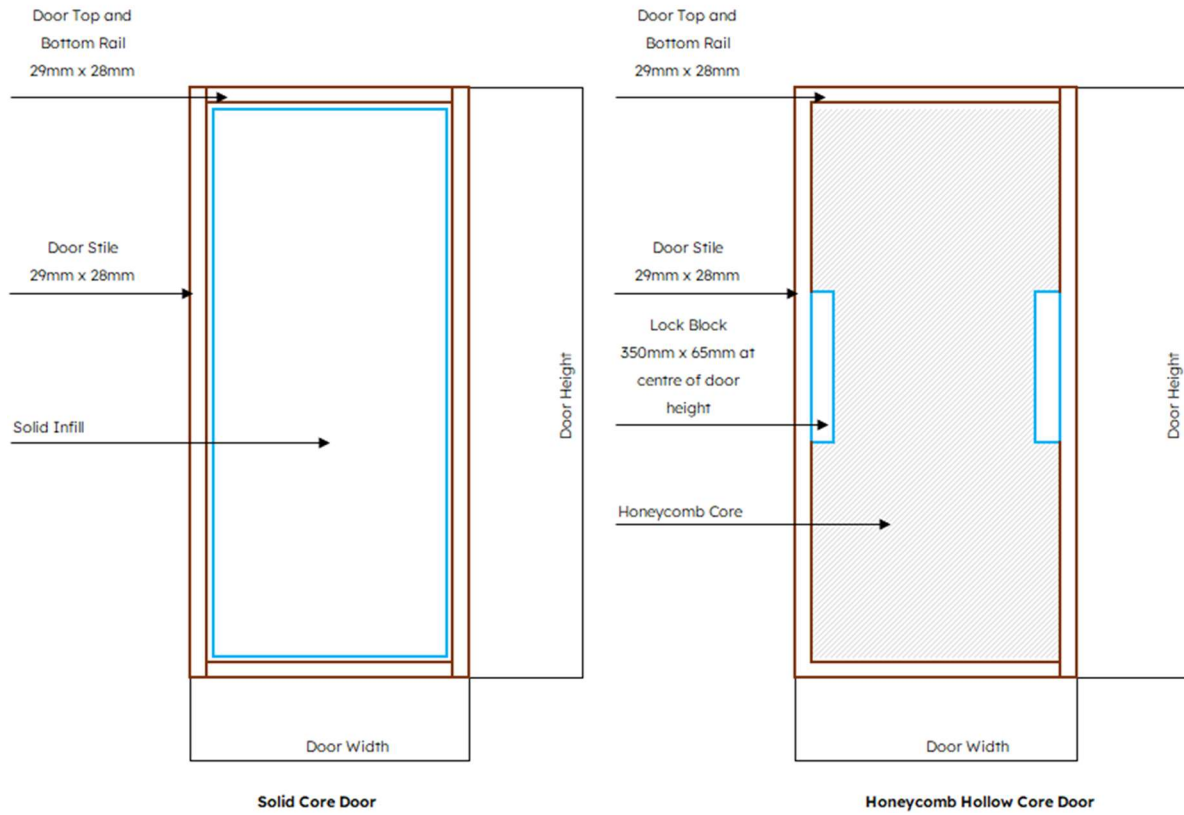 Door Top and
Bottom Rail
29mm x 28mm
Door Stile
29mm x 28mm
Solid Infill
Door Height
Door Width
Solid Core Door
Door Top and
Bottom Rail
29mm x 28mm
Door Stile
29mm x 28mm
Lock Block
350mm x 65mm at
centre of door
height
Honeycomb Core
Door Height
Door Width
Honeycomb Hollow Core Door